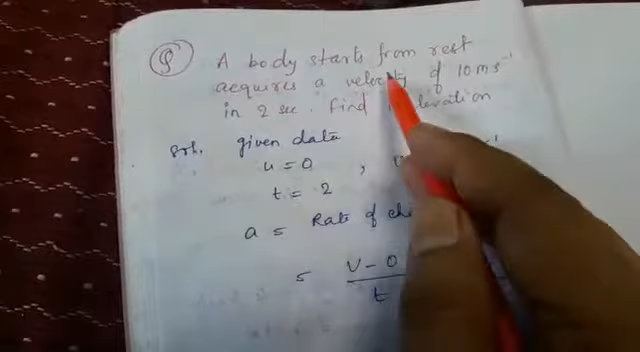 Q A body starts from rest
acquires a velocity of 10 ms⁻¹
in 2 sec. Find
Sol. given data
u = 0 ,
t = 2
a = Rate of
= V - 0
t